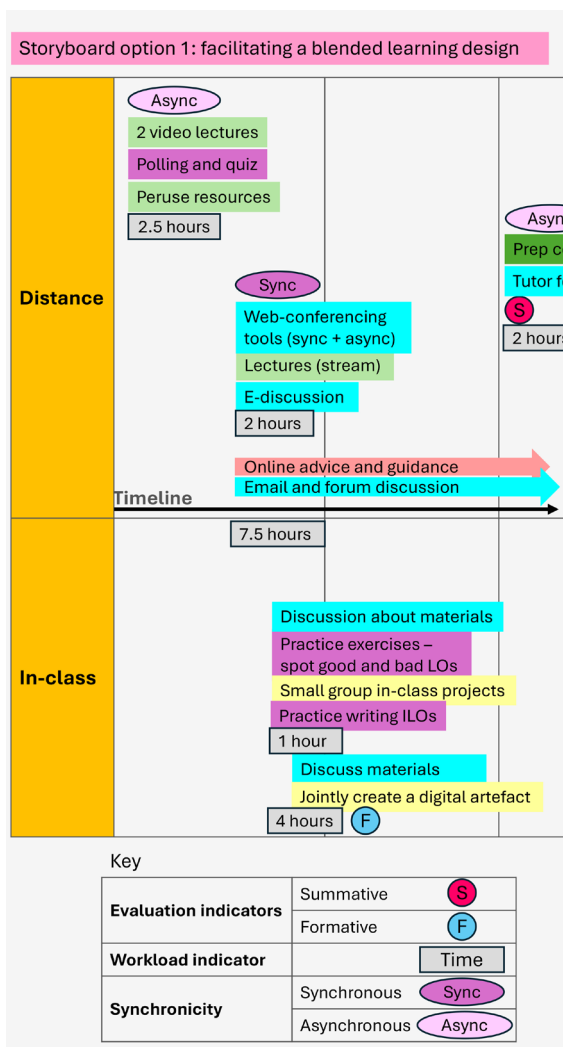 Storyboard option 1: facilitating a blended learning design
Distance
Async
2 video lectures
Polling and quiz
Peruse resources
2.5 hours
Sync
Web-conferencing
tools (sync + async)
Lectures (stream)
E-discussion
2 hours
Prep
Tutor
S
2 hours
Online advice and guidance
Email and forum discussion
Timeline
In-class
7.5 hours
Discussion about materials
Practice exercises –
spot good and bad LOs
Small group in-class projects
Practice writing ILOs
1 hour
Discuss materials
Jointly create a digital artefact
4 hours
F
Key
Evaluation indicators
Summative S
Formative F
Workload indicator Time
Synchronicity
Synchronous Sync
Asynchronous Async